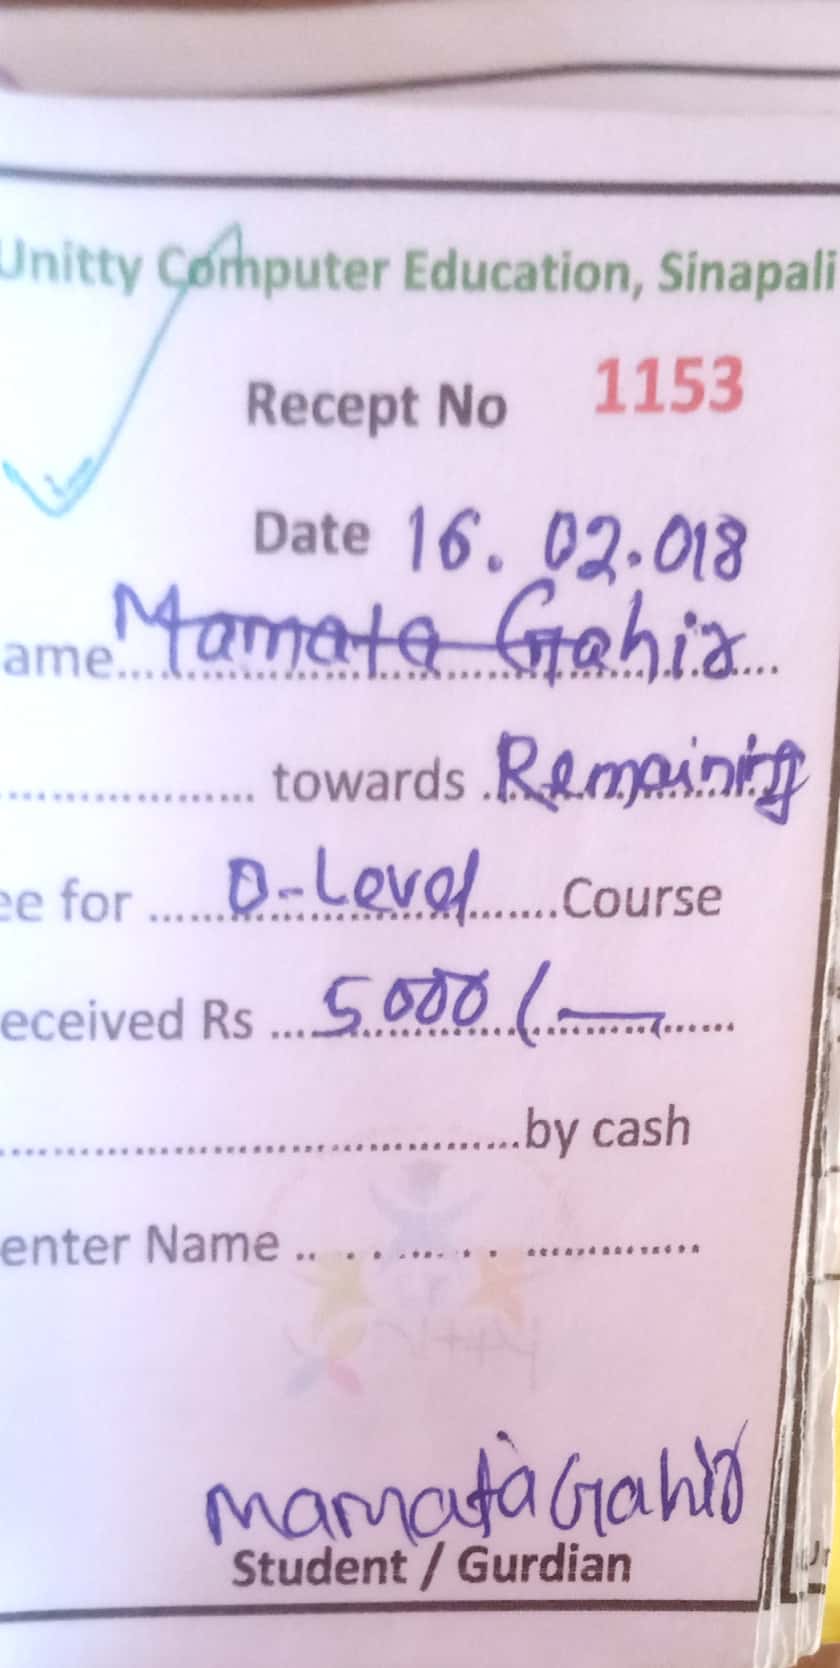 Unitty Computer Education, Sinapali
Recept No 1153
Date 16.02.018
ame Mamata Gahir
towards Remaining
ee for O-Level Course
eceived Rs 5000/-
by cash
enter Name
Mamata Gahir
Student / Gurdian